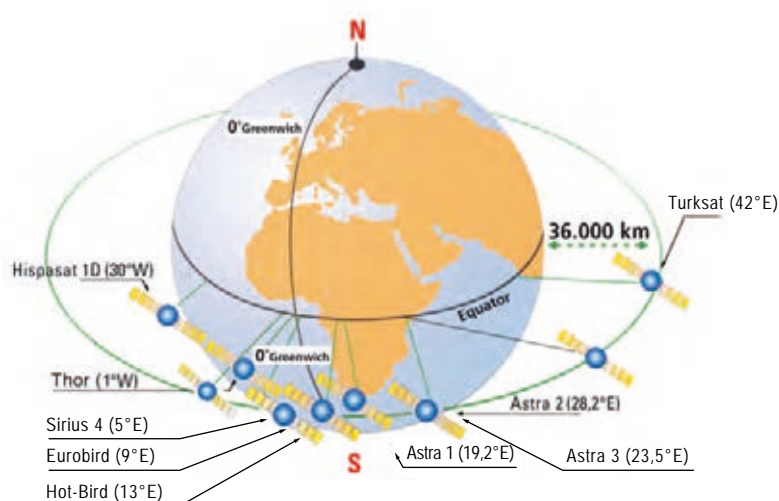 N
0°Greenwich
Turksat (42°E)
36.000 km
Hispasat 1D (30°W)
Equator
0°Greenwich
Thor (1°W)
Astra 2 (28,2°E)
Sirius 4 (5°E)
Eurobird (9°E)
S
Astra 1 (19,2°E)
Astra 3 (23,5°E)
Hot-Bird (13°E)